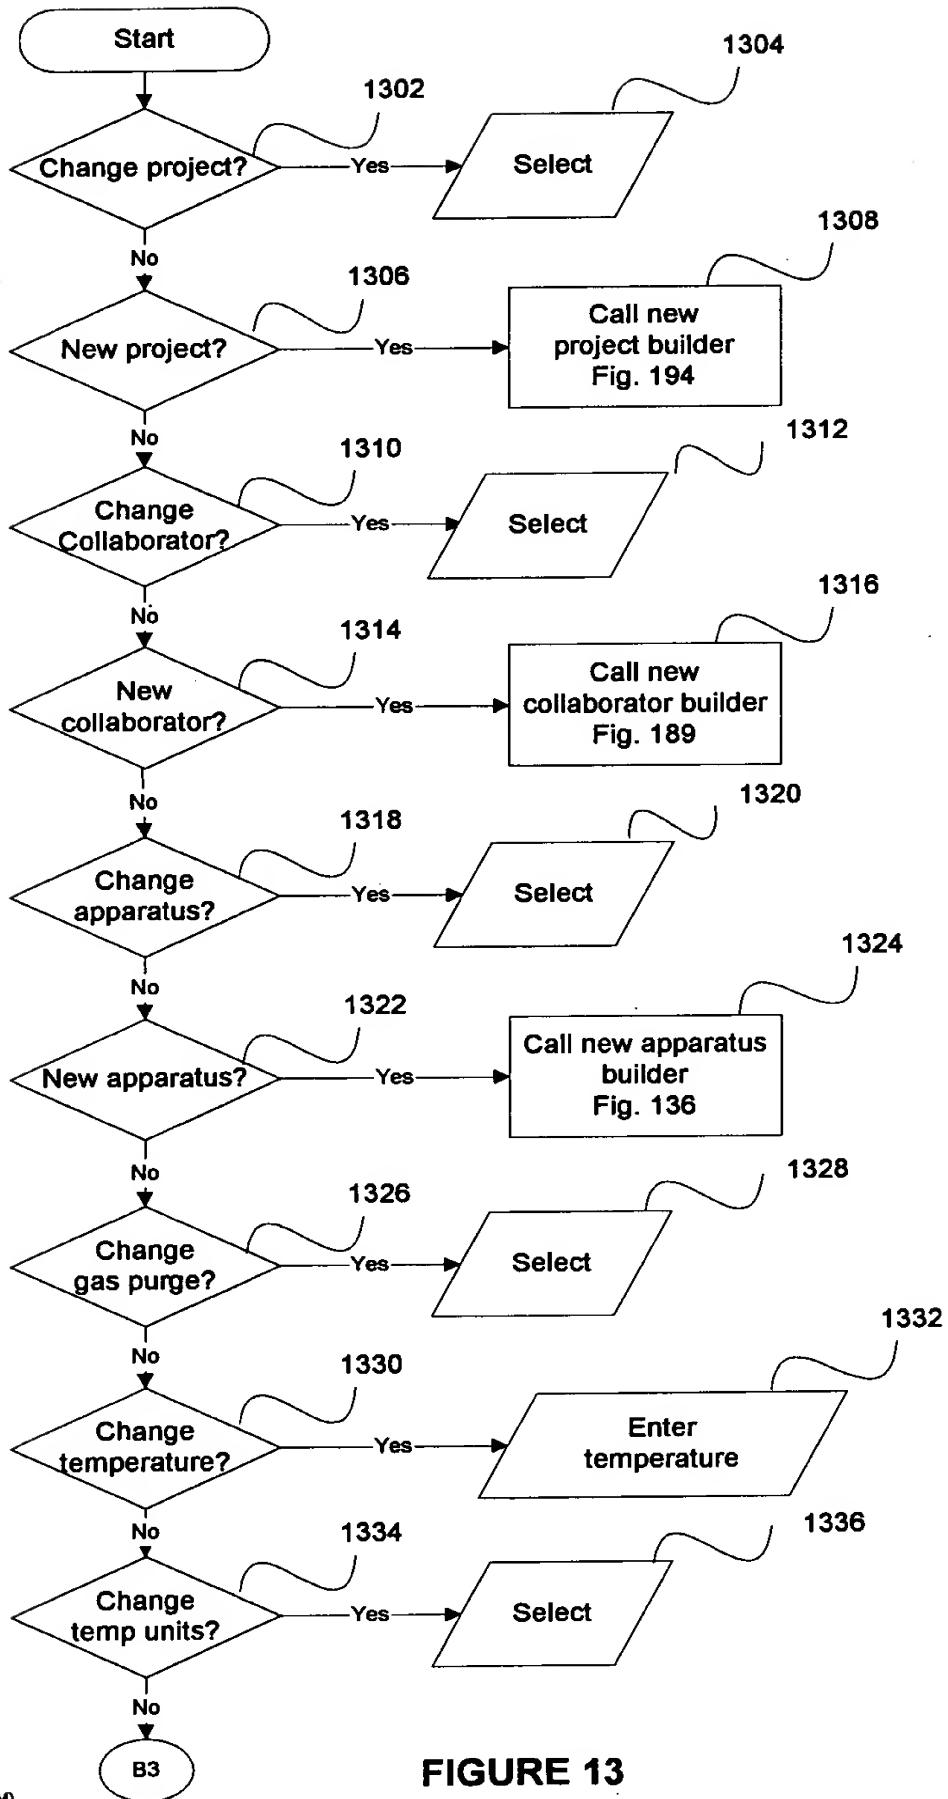 Start
1302
1304
Change project?
Yes
Select
No
1306
1308
New project?
Yes
Call new
project builder
Fig. 194
No
1310
1312
Change
Collaborator?
Yes
Select
No
1314
1316
New
collaborator?
Yes
Call new
collaborator builder
Fig. 189
No
1318
1320
Change
apparatus?
Yes
Select
No
1322
1324
New apparatus?
Yes
Call new apparatus
builder
Fig. 136
No
1326
1328
Change
gas purge?
Yes
Select
No
1330
1332
Change
temperature?
Yes
Enter
temperature
No
1334
1336
Change
temp units?
Yes
Select
No
B3
FIGURE 13